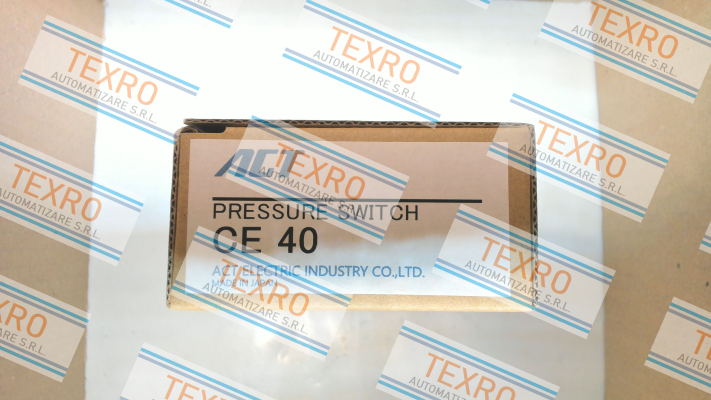 TEXRO
AUTOMATIZARE S.R.L.
ACT
PRESSURE SWITCH
CE 40
ACT ELECTRIC INDUSTRY CO.,LTD.
MADE IN JAPAN